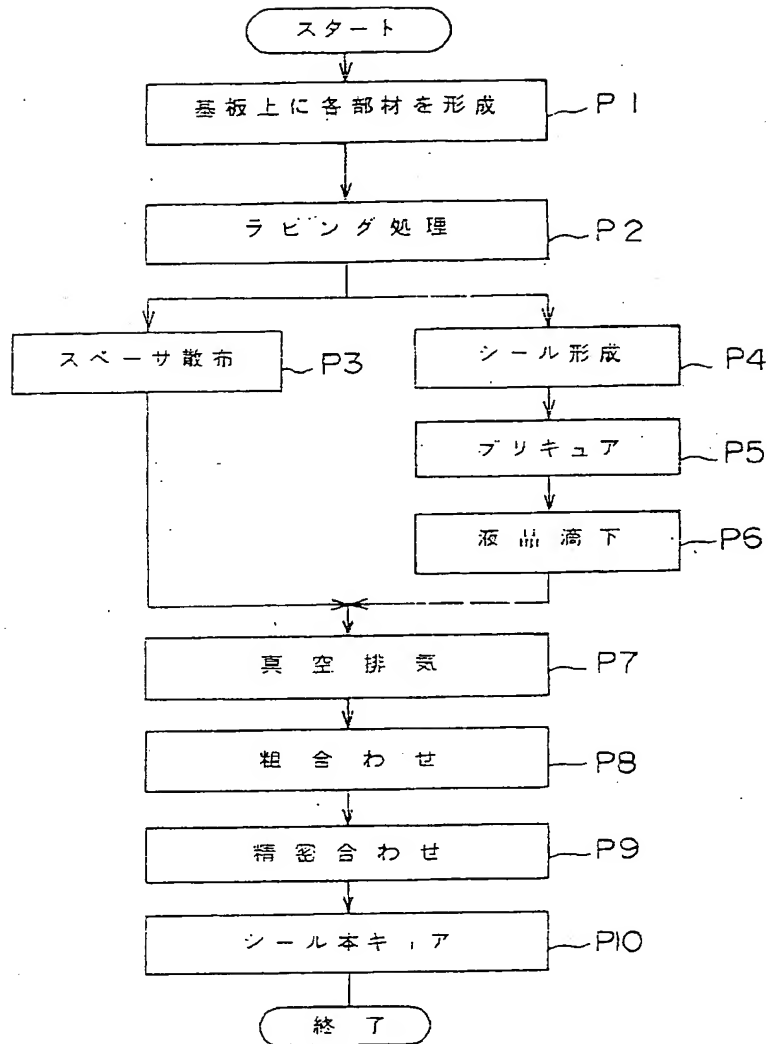 スタート
基板上に各部材を形成 P1
ラビング処理 P2
スペーサ散布 P3
シール形成 P4
プリキュア P5
液晶滴下 P6
真空排気 P7
粗合わせ P8
精密合わせ P9
シール本キュア P10
終了